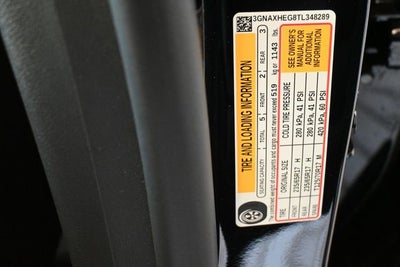 3GNAXHEG8TL348289
TIRE AND LOADING INFORMATION
SEATING CAPACITY TOTAL 5 FRONT 2 REAR 3
The combined weight of occupants and cargo must never exceed 519 kg or 1143 lbs.
TIRE ORIGINAL SIZE COLD TIRE PRESSURE
FRONT 235/65R17 H 280 kPa, 41 PSI
REAR 235/65R17 H 280 kPa, 41 PSI
SPARE T125/70R17 M 420 kPa, 60 PSI
SEE OWNER'S
MANUAL FOR
ADDITIONAL
INFORMATION